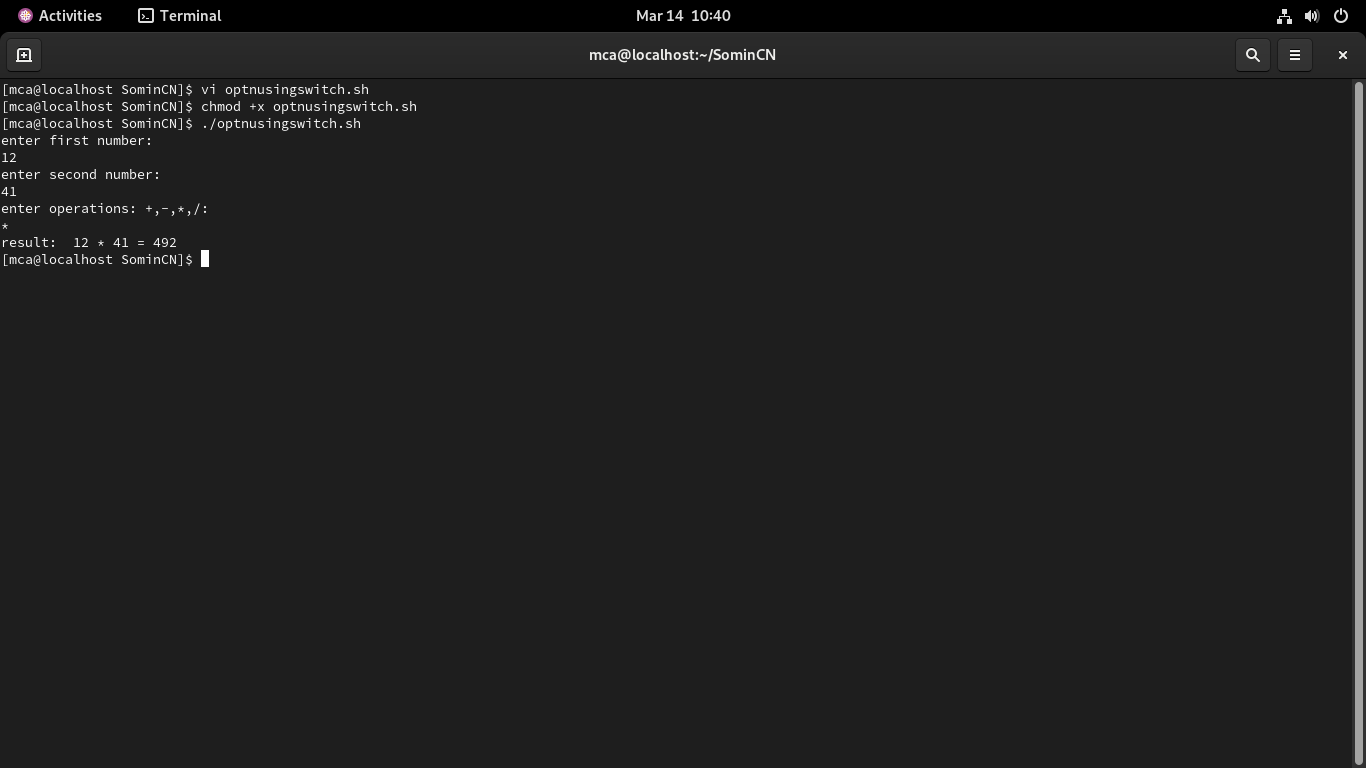 Activities Terminal Mar 14 10:40
mca@localhost:~/SominCN
[mca@localhost SominCN]$ vi optnusingswitch.sh
[mca@localhost SominCN]$ chmod +x optnusingswitch.sh
[mca@localhost SominCN]$ ./optnusingswitch.sh
enter first number:
12
enter second number:
41
enter operations: +,-,*,/:
*
result:  12 * 41 = 492
[mca@localhost SominCN]$